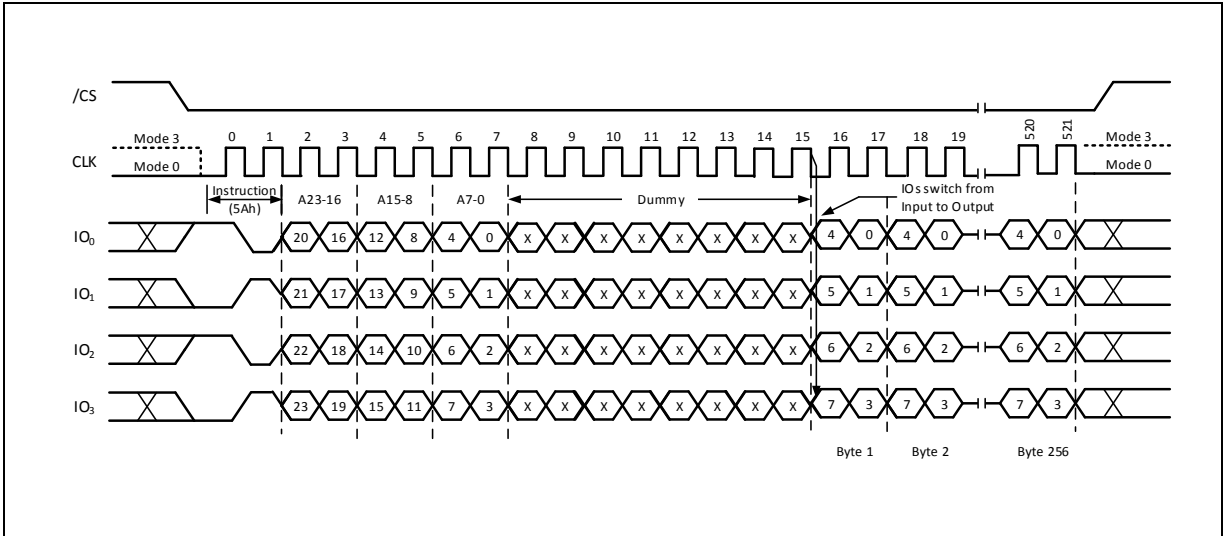 /CS
Mode 3 0 1 2 3 4 5 6 7 8 9 10 11 12 13 14 15 16 17 18 19 520 521 Mode 3
CLK
Mode 0 Mode 0
Instruction
(5Ah)
A23-16 A15-8 A7-0 Dummy
IOs switch from
Input to Output
IO0 20 16 12 8 4 0 X X X X X X X X 4 0 4 0 4 0
IO1 21 17 13 9 5 1 X X X X X X X X 5 1 5 1 5 1
IO2 22 18 14 10 6 2 X X X X X X X X 6 2 6 2 6 2
IO3 23 19 15 11 7 3 X X X X X X X X 7 3 7 3 7 3
Byte 1 Byte 2 Byte 256